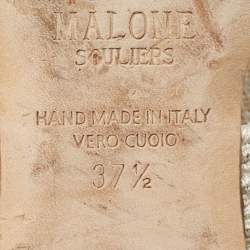 MALONE
SOULIERS
HAND MADE IN ITALY
VERO CUOIO
37½